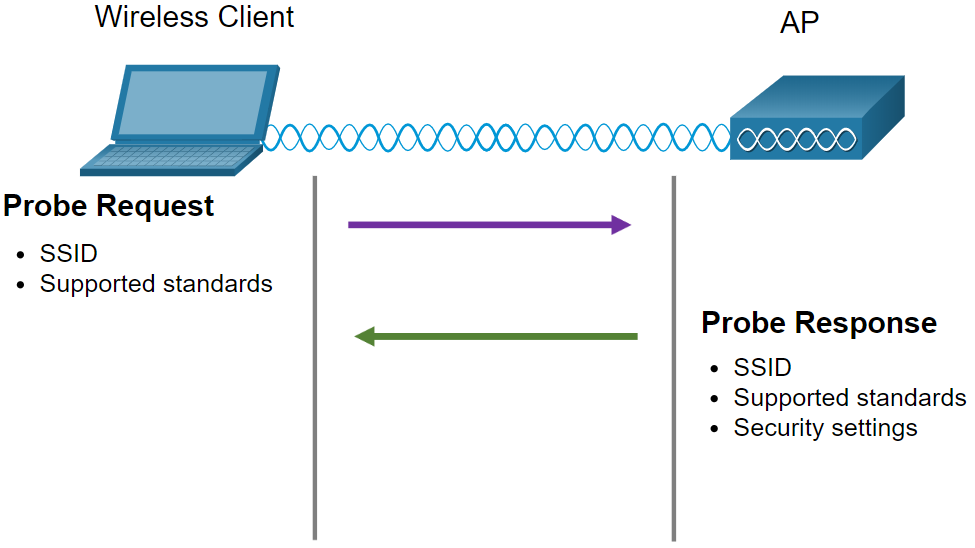 Wireless Client
AP
Probe Request
• SSID
• Supported standards
Probe Response
• SSID
• Supported standards
• Security settings